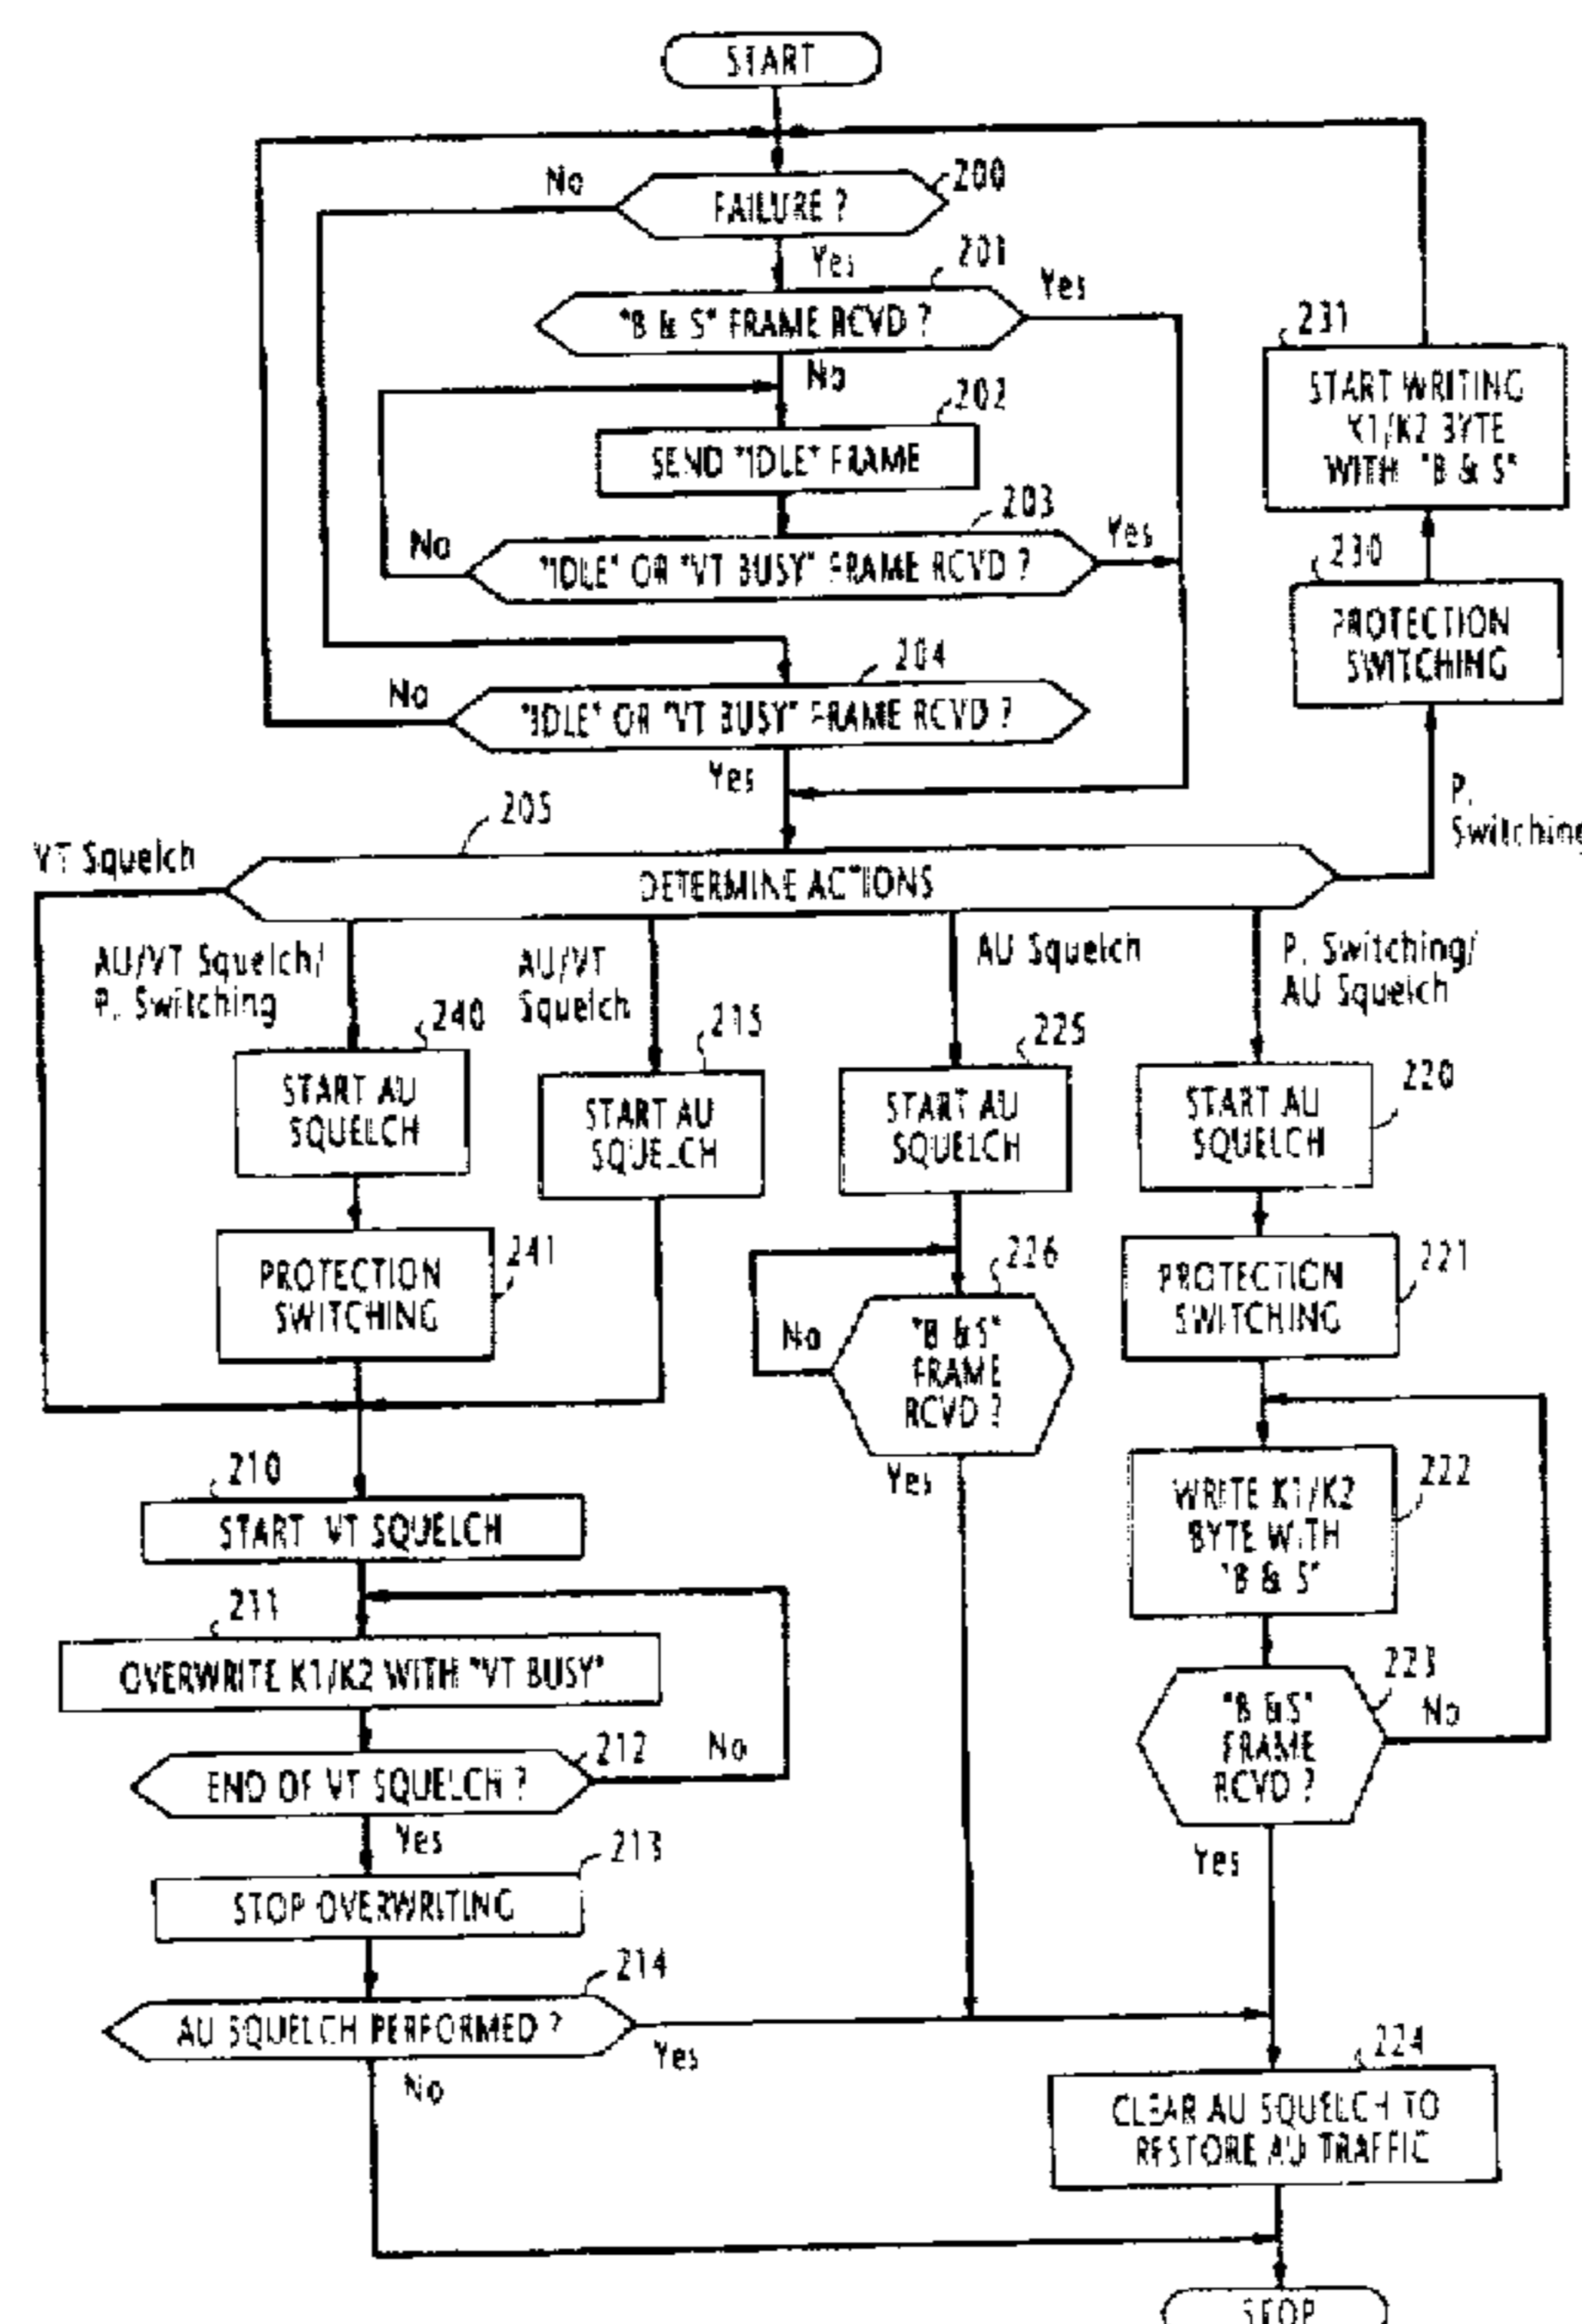 START
No
FAILURE ?
200
Yes
201
"B & S" FRAME RCVD ?
Yes
No
202
SEND "IDLE" FRAME
203
No
"IDLE" OR "VT BUSY" FRAME RCVD ?
Yes
204
No
"IDLE" OR "VT BUSY" FRAME RCVD ?
Yes
231
START WRITING
K1/K2 BYTE
WITH "B & S"
230
PROTECTION
SWITCHING
P.
Switching
205
VT Squelch
DETERMINE ACTIONS
AU/VT Squelch/
P. Switching
AU/VT
Squelch
AU Squelch
P. Switching/
AU Squelch
240
START AU
SQUELCH
215
START AU
SQUELCH
225
START AU
SQUELCH
220
START AU
SQUELCH
241
PROTECTION
SWITCHING
226
No
"B & S"
FRAME
RCVD ?
Yes
221
PROTECTION
SWITCHING
210
START VT SQUELCH
222
WRITE K1/K2
BYTE WITH
"B & S"
211
OVERWRITE K1/K2 WITH "VT BUSY"
223
"B & S"
FRAME
RCVD ?
No
Yes
212
END OF VT SQUELCH ?
No
Yes
213
STOP OVERWRITING
214
AU SQUELCH PERFORMED ?
Yes
No
224
CLEAR AU SQUELCH TO
RESTORE AU TRAFFIC
STOP